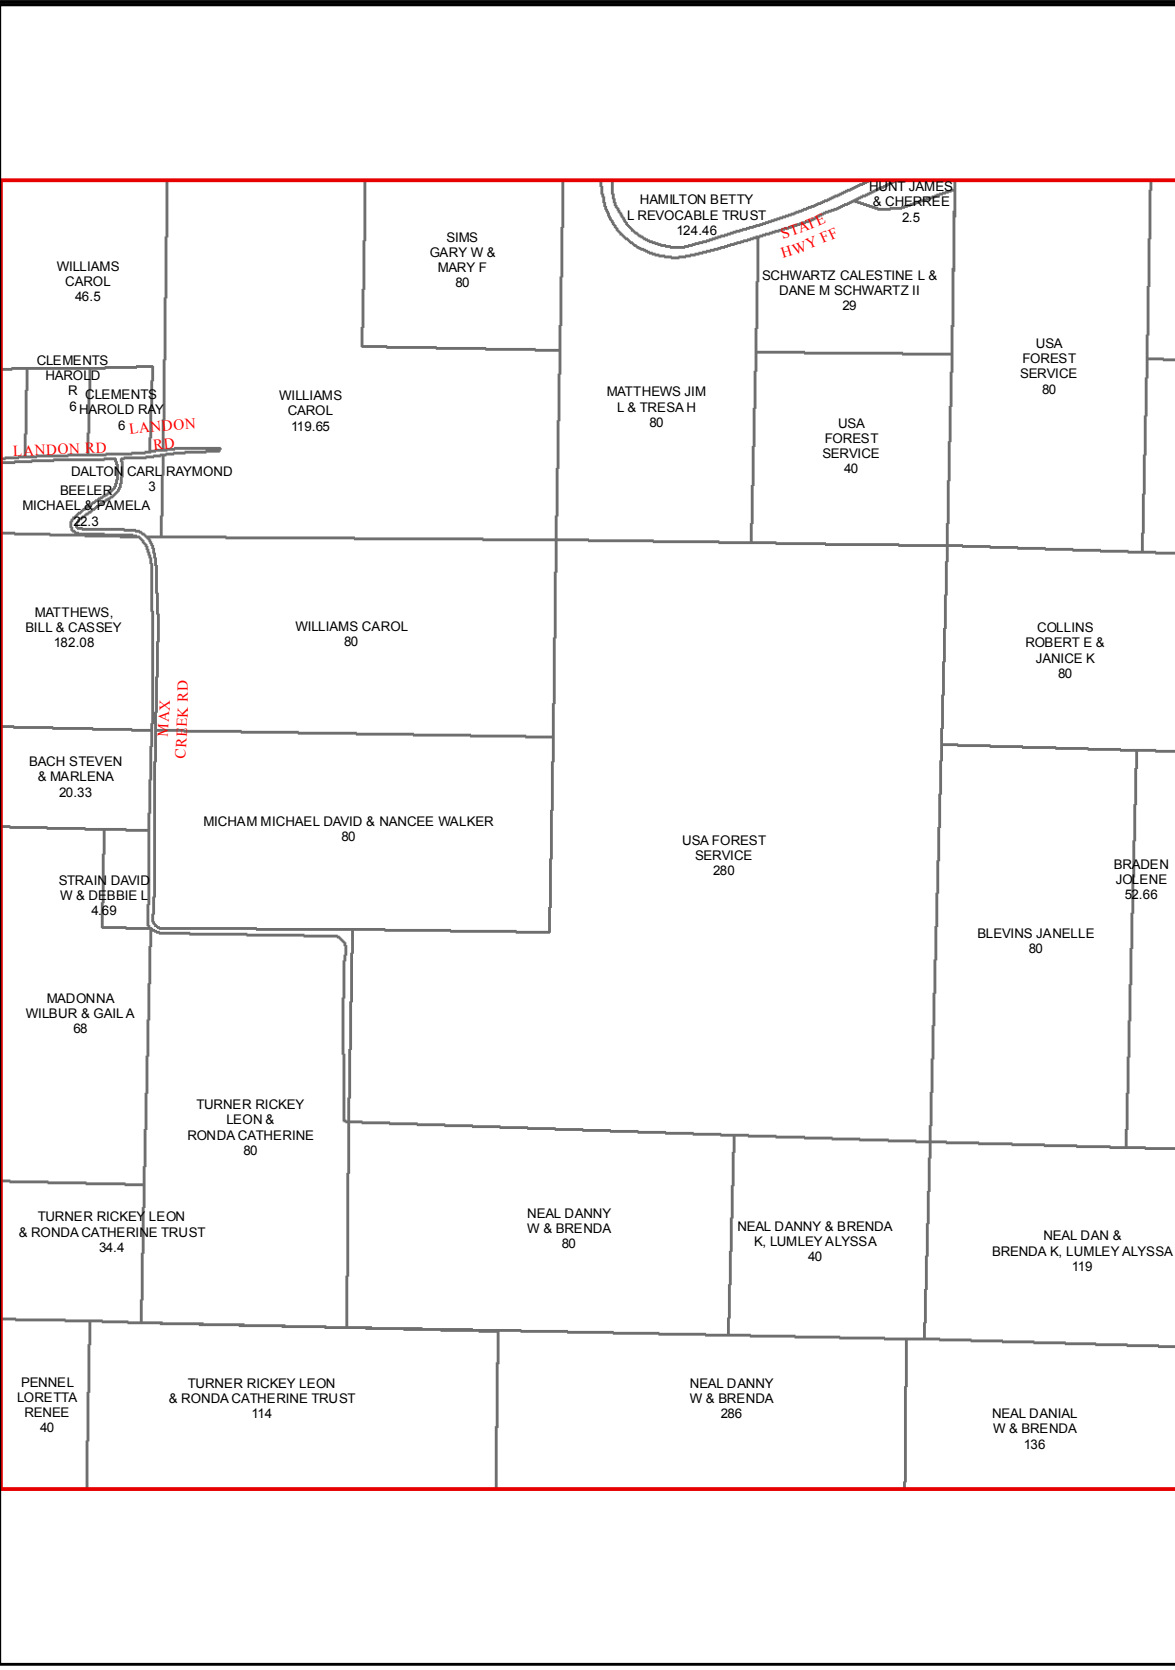 HAMILTON BETTY
L REVOCABLE TRUST
124.46
HUNT JAMES
& CHERREE
2.5
STATE
HWY FF
SIMS
GARY W &
MARY F
80
WILLIAMS
CAROL
46.5
SCHWARTZ CALESTINE L &
DANE M SCHWARTZ II
29
USA
FOREST
SERVICE
80
CLEMENTS
HAROLD
R
6
CLEMENTS
HAROLD RAY
6
WILLIAMS
CAROL
119.65
MATTHEWS JIM
L & TRESA H
80
USA
FOREST
SERVICE
40
LANDON RD
LANDON
RD
DALTON CARL RAYMOND
3
BEELER
MICHAEL & PAMELA
22.3
MATTHEWS,
BILL & CASSEY
182.08
WILLIAMS CAROL
80
COLLINS
ROBERT E &
JANICE K
80
MAX
CREEK RD
BACH STEVEN
& MARLENA
20.33
MICHAM MICHAEL DAVID & NANCEE WALKER
80
USA FOREST
SERVICE
280
BRADEN
JOLENE
52.66
STRAIN DAVID
W & DEBBIE L
4.69
BLEVINS JANELLE
80
MADONNA
WILBUR & GAIL A
68
TURNER RICKEY
LEON &
RONDA CATHERINE
80
TURNER RICKEY LEON
& RONDA CATHERINE TRUST
34.4
NEAL DANNY
W & BRENDA
80
NEAL DANNY & BRENDA
K, LUMLEY ALYSSA
40
NEAL DAN &
BRENDA K, LUMLEY ALYSSA
119
PENNEL
LORETTA
RENEE
40
TURNER RICKEY LEON
& RONDA CATHERINE TRUST
114
NEAL DANNY
W & BRENDA
286
NEAL DANIAL
W & BRENDA
136